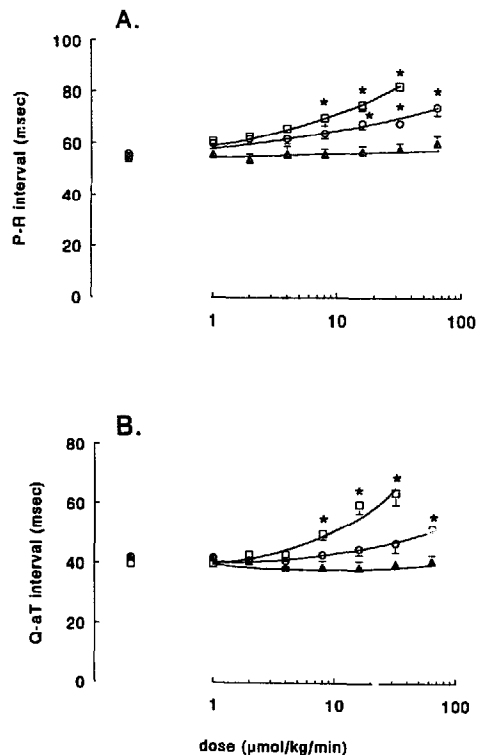 A.
100
80
60
40
20
0
P-R interval (msec)
* * *
* * *
1 10 100
B.
80
60
40
20
0
Q-aT interval (msec)
* * * *
1 10 100
dose (µmol/kg/min)